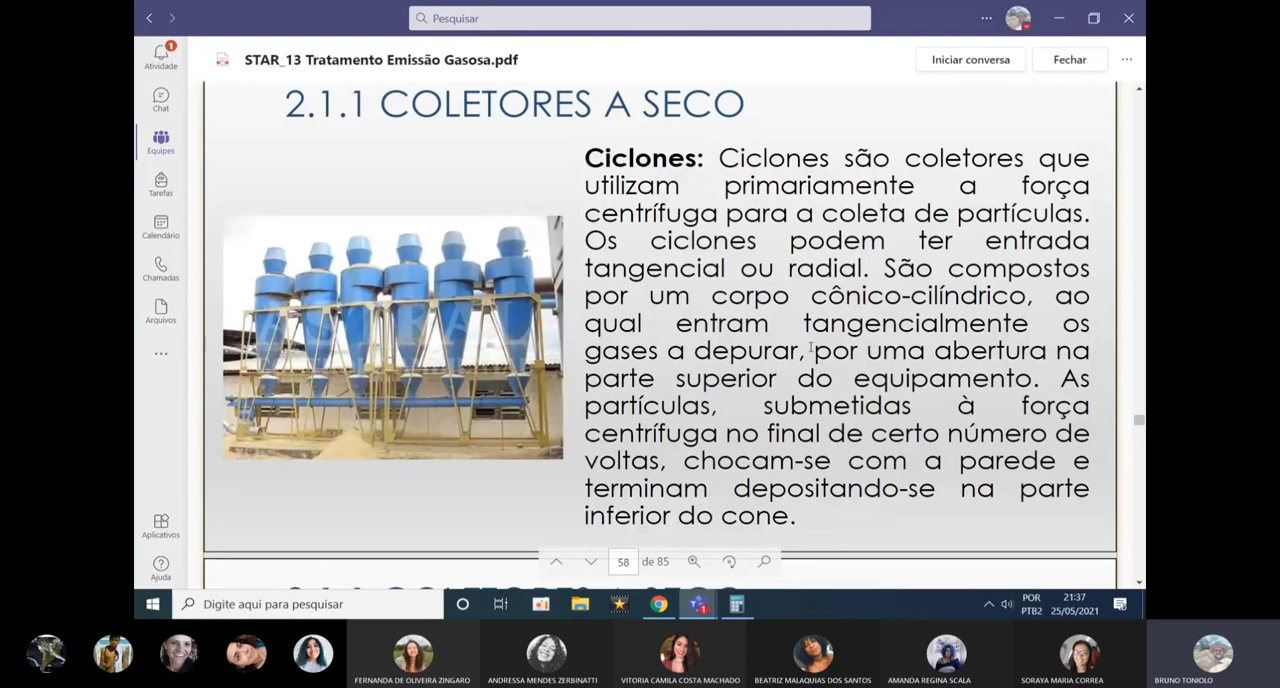 Pesquisar
1
Atividade
Chat
Equipes
Tarefas
Calendário
Chamadas
Arquivos
Aplicativos
Ajuda
STAR_13 Tratamento Emissão Gasosa.pdf
Iniciar conversa
Fechar
2.1.1 COLETORES A SECO
Ciclones: Ciclones são coletores que
utilizam primariamente a força
centrífuga para a coleta de partículas.
Os ciclones podem ter entrada
tangencial ou radial. São compostos
por um corpo cônico-cilíndrico, ao
qual entram tangencialmente os
gases a depurar, por uma abertura na
parte superior do equipamento. As
partículas, submetidas à força
centrífuga no final de certo número de
voltas, chocam-se com a parede e
terminam depositando-se na parte
inferior do cone.
58 de 85
Digite aqui para pesquisar
1
POR
PTB2
21:37
25/05/2021
FERNANDA DE OLIVEIRA ZINGARO
ANDRESSA MENDES ZERBINATTI
VITORIA CAMILA COSTA MACHADO
BEATRIZ MALAQUIAS DOS SANTOS
AMANDA REGINA SCALA
SORAYA MARIA CORREA
BRUNO TONIOLO